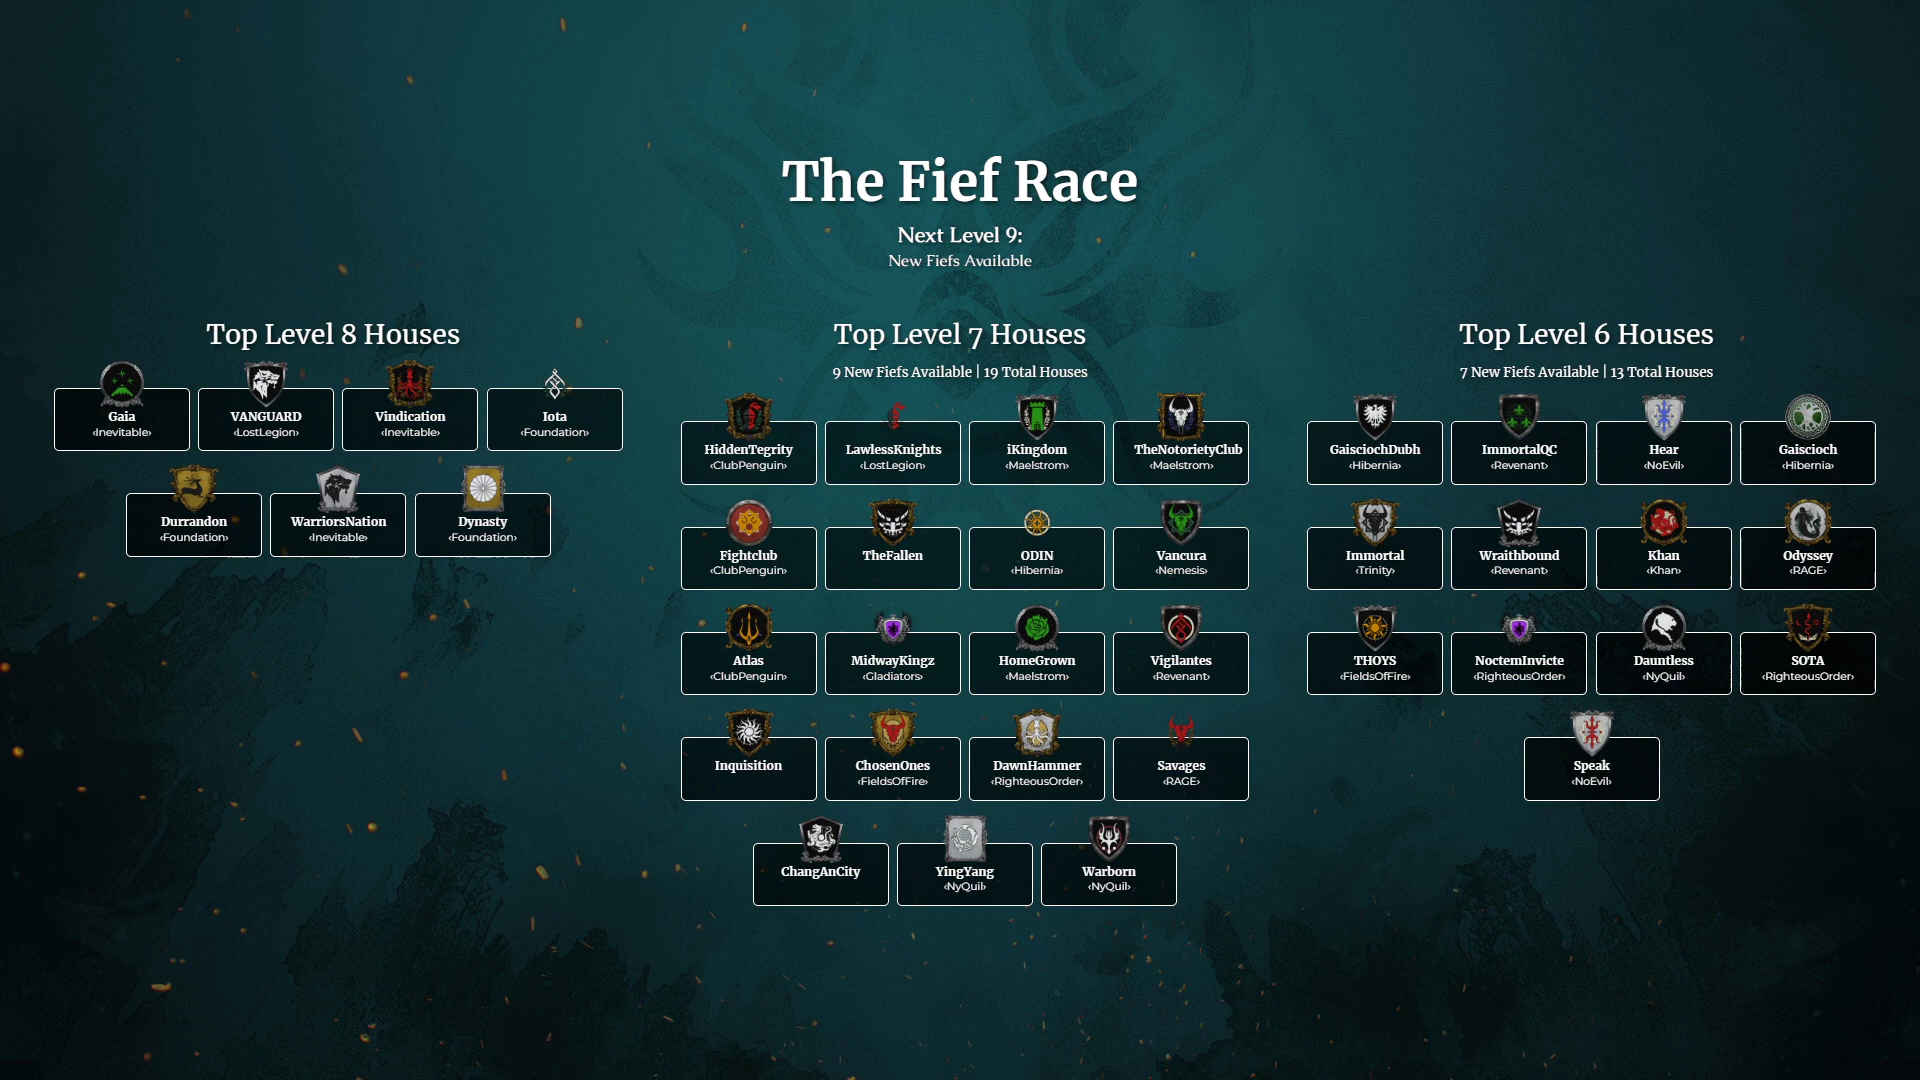 The Fief Race
Next Level 9:
New Fiefs Available
Top Level 8 Houses
Gaia
‹Inevitable›
VANGUARD
‹LostLegion›
Vindication
‹Inevitable›
Iota
‹Foundation›
Durrandon
‹Foundation›
WarriorsNation
‹Inevitable›
Dynasty
‹Foundation›
Top Level 7 Houses
9 New Fiefs Available | 19 Total Houses
HiddenTegrity
‹ClubPenguin›
LawlessKnights
‹LostLegion›
iKingdom
‹Maelstrom›
TheNotorietyClub
‹Maelstrom›
Fightclub
‹ClubPenguin›
TheFallen
ODIN
‹Hibernia›
Vancura
‹Nemesis›
Atlas
‹ClubPenguin›
MidwayKingz
‹Gladiators›
HomeGrown
‹Maelstrom›
Vigilantes
‹Revenant›
Inquisition
ChosenOnes
‹FieldsOfFire›
DawnHammer
‹RighteousOrder›
Savages
‹RAGE›
ChangAnCity
YingYang
‹NyQuil›
Warborn
‹NyQuil›
Top Level 6 Houses
7 New Fiefs Available | 13 Total Houses
GaisciochDubh
‹Hibernia›
ImmortalQC
‹Revenant›
Hear
‹NoEvil›
Gaiscioch
‹Hibernia›
Immortal
‹Trinity›
Wraithbound
‹Revenant›
Khan
‹Khan›
Odyssey
‹RAGE›
THOYS
‹FieldsOfFire›
NoctemInvicte
‹RighteousOrder›
Dauntless
‹NyQuil›
SOTA
‹RighteousOrder›
Speak
‹NoEvil›